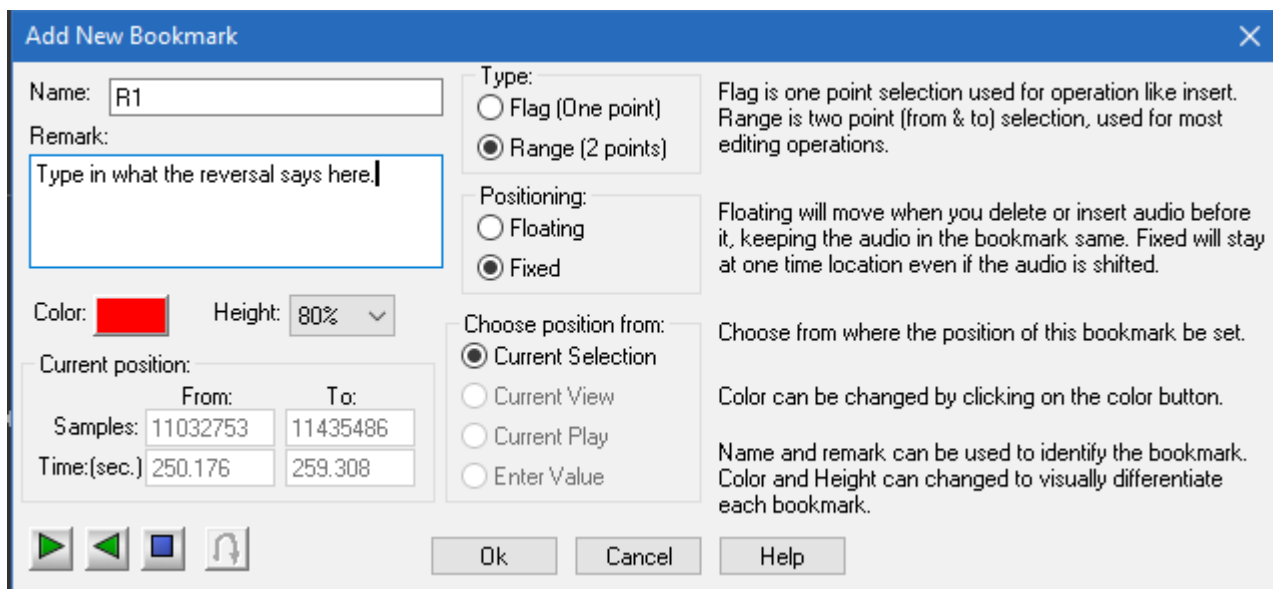 Add New Bookmark
Name: R1
Remark:
Type in what the reversal says here.
Color:
Height: 80%
Current position:
From: To:
Samples: 11032753 11435486
Time:(sec.) 250.176 259.308
Type:
Flag (One point)
Range (2 points)
Positioning:
Floating
Fixed
Choose position from:
Current Selection
Current View
Current Play
Enter Value
Flag is one point selection used for operation like insert.
Range is two point (from & to) selection, used for most
editing operations.
Floating will move when you delete or insert audio before
it, keeping the audio in the bookmark same. Fixed will stay
at one time location even if the audio is shifted.
Choose from where the position of this bookmark be set.
Color can be changed by clicking on the color button.
Name and remark can be used to identify the bookmark.
Color and Height can changed to visually differentiate
each bookmark.
Ok Cancel Help